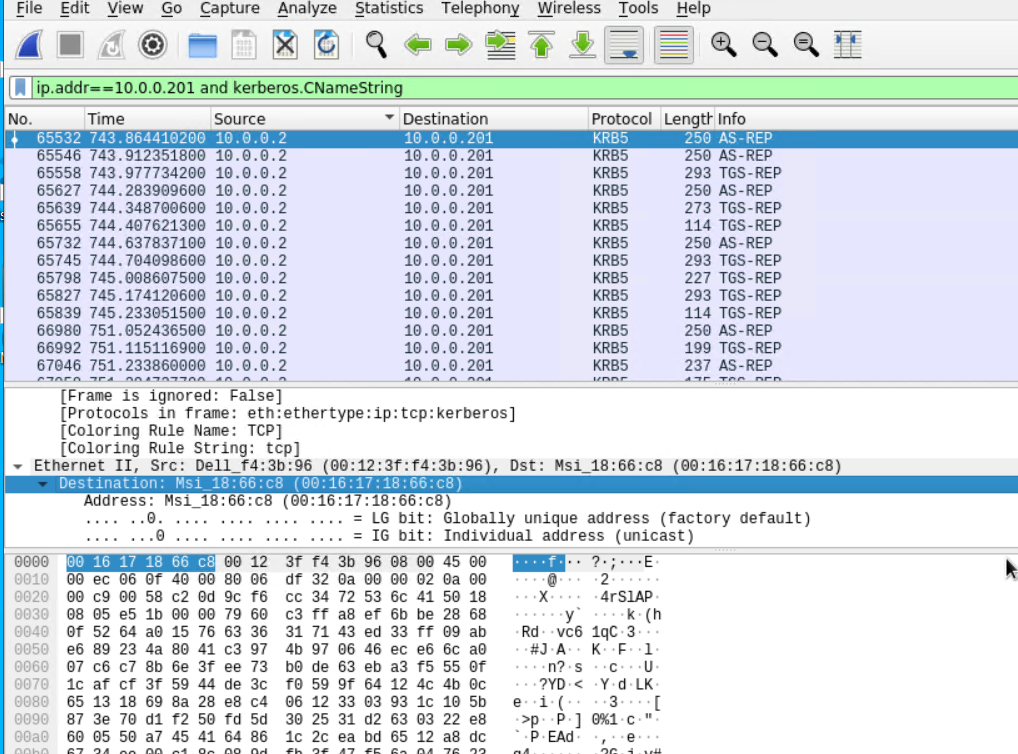 File Edit View Go Capture Analyze Statistics Telephony Wireless Tools Help
ip.addr==10.0.0.201 and kerberos.CNameString
No. Time Source Destination Protocol Length Info
65532 743.864410200 10.0.0.2 10.0.0.201 KRB5 250 AS-REP
65546 743.912351800 10.0.0.2 10.0.0.201 KRB5 250 AS-REP
65558 743.977734200 10.0.0.2 10.0.0.201 KRB5 293 TGS-REP
65627 744.283909600 10.0.0.2 10.0.0.201 KRB5 250 AS-REP
65639 744.348700600 10.0.0.2 10.0.0.201 KRB5 273 TGS-REP
65655 744.407621300 10.0.0.2 10.0.0.201 KRB5 114 TGS-REP
65732 744.637837100 10.0.0.2 10.0.0.201 KRB5 250 AS-REP
65745 744.704098600 10.0.0.2 10.0.0.201 KRB5 293 TGS-REP
65798 745.008607500 10.0.0.2 10.0.0.201 KRB5 227 TGS-REP
65827 745.174120600 10.0.0.2 10.0.0.201 KRB5 293 TGS-REP
65839 745.233051500 10.0.0.2 10.0.0.201 KRB5 114 TGS-REP
66980 751.052436500 10.0.0.2 10.0.0.201 KRB5 250 AS-REP
66992 751.115116900 10.0.0.2 10.0.0.201 KRB5 199 TGS-REP
67046 751.233860000 10.0.0.2 10.0.0.201 KRB5 237 AS-REP
[Frame is ignored: False]
[Protocols in frame: eth:ethertype:ip:tcp:kerberos]
[Coloring Rule Name: TCP]
[Coloring Rule String: tcp]
Ethernet II, Src: Dell_f4:3b:96 (00:12:3f:f4:3b:96), Dst: Msi_18:66:c8 (00:16:17:18:66:c8)
Destination: Msi_18:66:c8 (00:16:17:18:66:c8)
Address: Msi_18:66:c8 (00:16:17:18:66:c8)
.... ..0. .... .... .... .... = LG bit: Globally unique address (factory default)
.... ...0 .... .... .... .... = IG bit: Individual address (unicast)
0000 00 16 17 18 66 c8 00 12 3f f4 3b 96 08 00 45 00 ····f··· ?·;···E·
0010 00 ec 06 0f 40 00 80 06 df 32 0a 00 00 02 0a 00 ····@··· ·2······
0020 00 c9 00 58 c2 0d 9c f6 cc 34 72 53 6c 41 50 18 ···X···· ·4rSlAP·
0030 08 05 e5 1b 00 00 79 60 c3 ff a8 ef 6b be 28 68 ······y` ····k·(h
0040 0f 52 64 a0 15 76 63 36 31 71 43 ed 33 ff 09 ab ·Rd··vc6 1qC·3···
0050 e6 89 23 4a 80 41 c3 97 4b 97 06 46 ec e6 6c a0 ··#J·A·· K··F··l·
0060 07 c6 c7 8b 6e 3f ee 73 b0 de 63 eb a3 f5 55 0f ····n?·s ··c···U·
0070 1c af cf 3f 59 44 de 3c f0 59 9f 64 12 4c 4b 0c ···?YD·< ·Y·d·LK·
0080 65 13 18 69 8a 28 e8 c4 06 12 33 03 93 1c 10 5b e··i·(·· ··3····[
0090 87 3e 70 d1 f2 50 fd 5d 30 25 31 d2 63 03 22 e8 ·>p··P·] 0%1·c·"·
00a0 60 05 50 a7 45 41 64 86 1c 2c ea bd 65 12 a8 dc `·P·EAd· ·,··e···